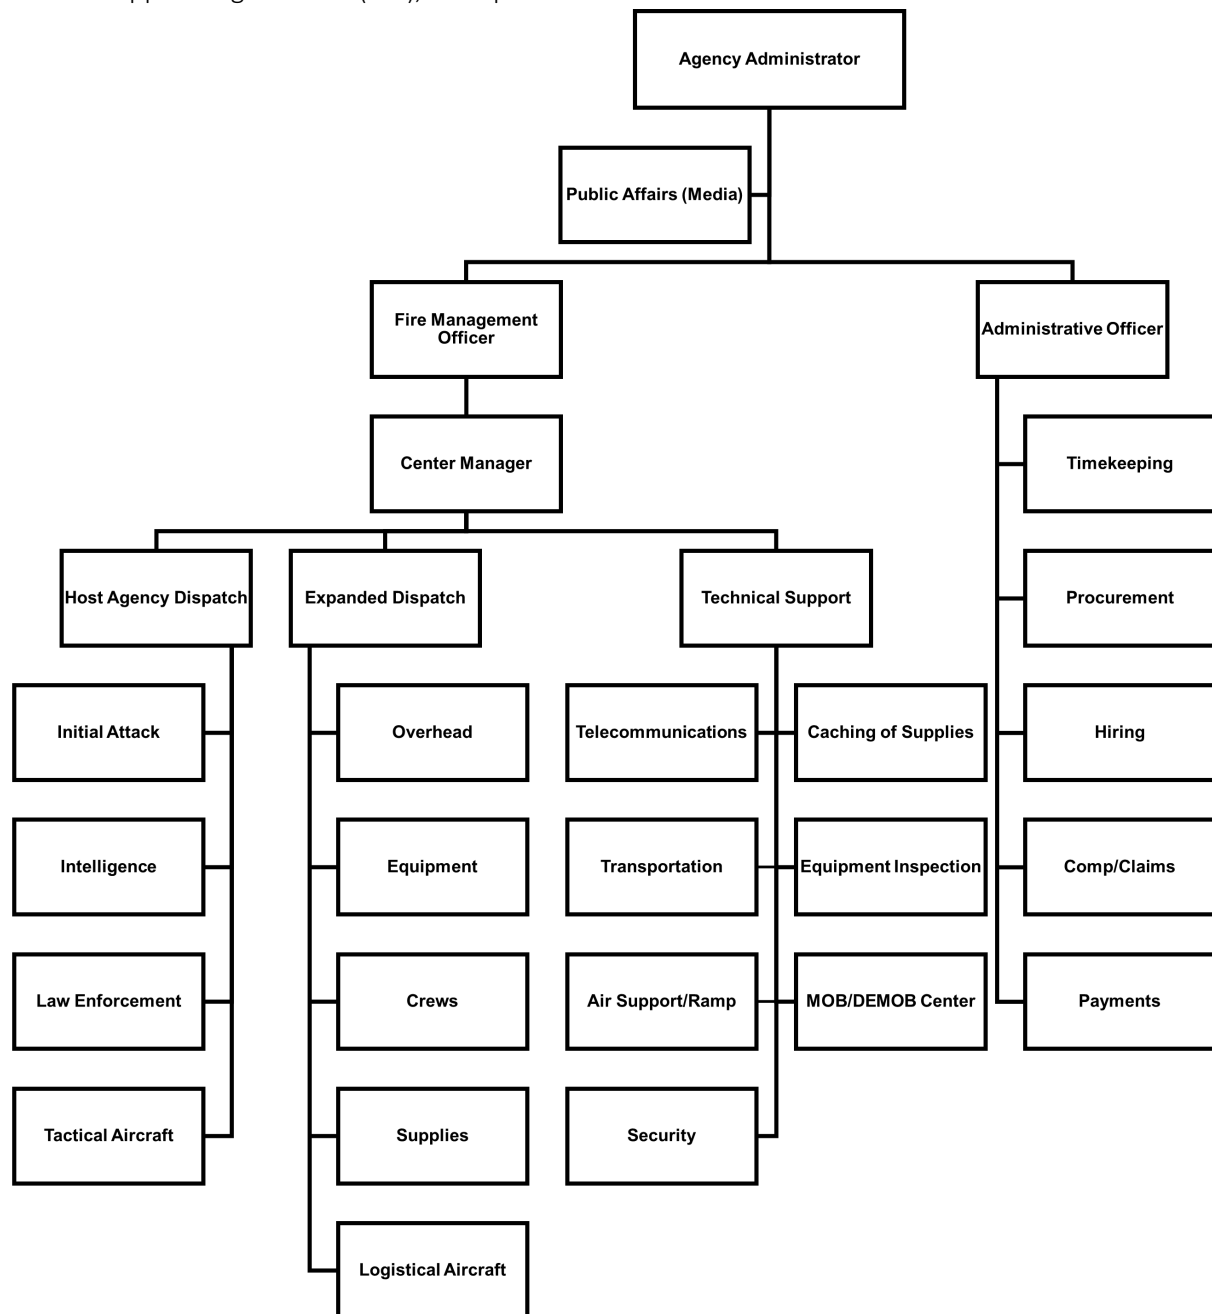 Agency Administrator
Public Affairs (Media)
Fire Management
Officer
Administrative Officer
Center Manager
Timekeeping
Host Agency Dispatch
Expanded Dispatch
Technical Support
Procurement
Initial Attack
Overhead
Telecommunications
Caching of Supplies
Hiring
Intelligence
Equipment
Transportation
Equipment Inspection
Comp/Claims
Law Enforcement
Crews
Air Support/Ramp
MOB/DEMOB Center
Payments
Tactical Aircraft
Supplies
Security
Logistical Aircraft